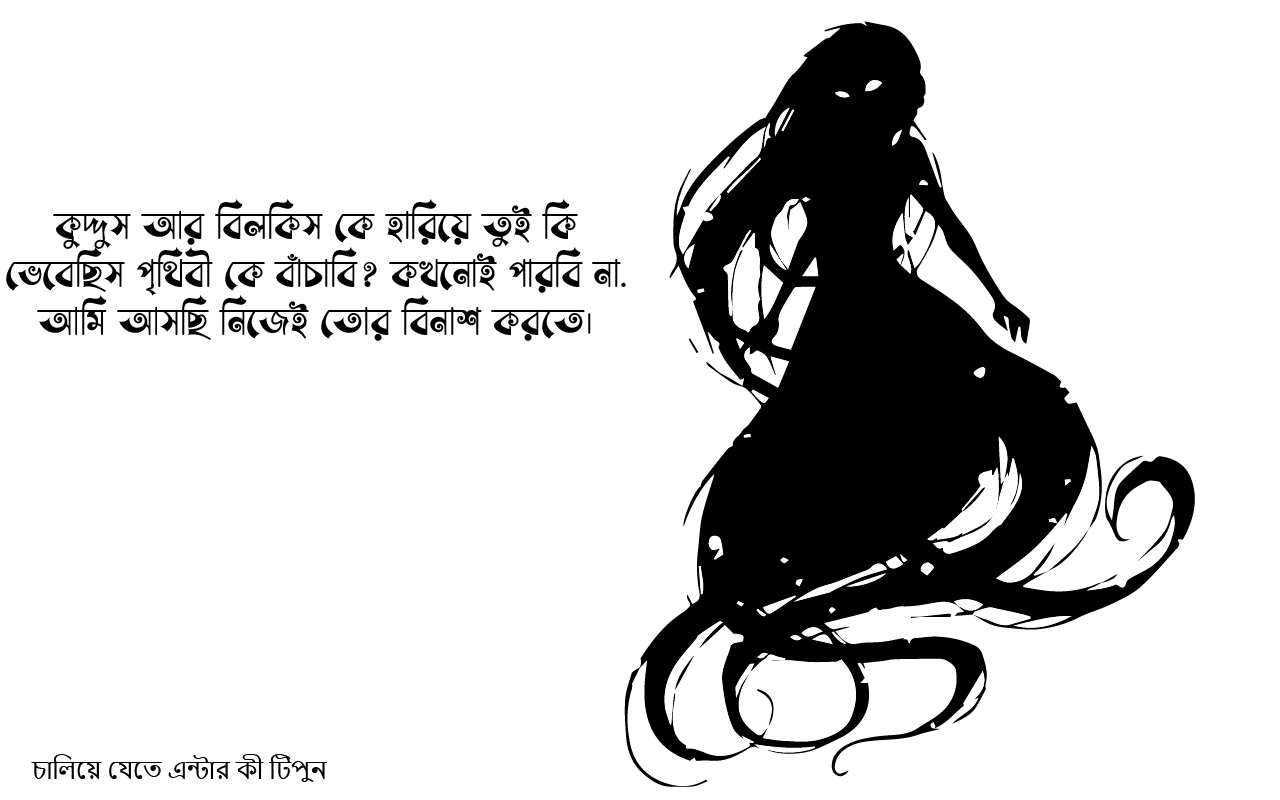 কুদ্দুস আর বিলকিস কে হারিয়ে তুই কি
ভেবেছিস পৃথিবী কে বাঁচাবি? কখনোই পারবি না.
আমি আসছি নিজেই তোর বিনাশ করতে।
চালিয়ে যেতে এন্টার কী টিপুন